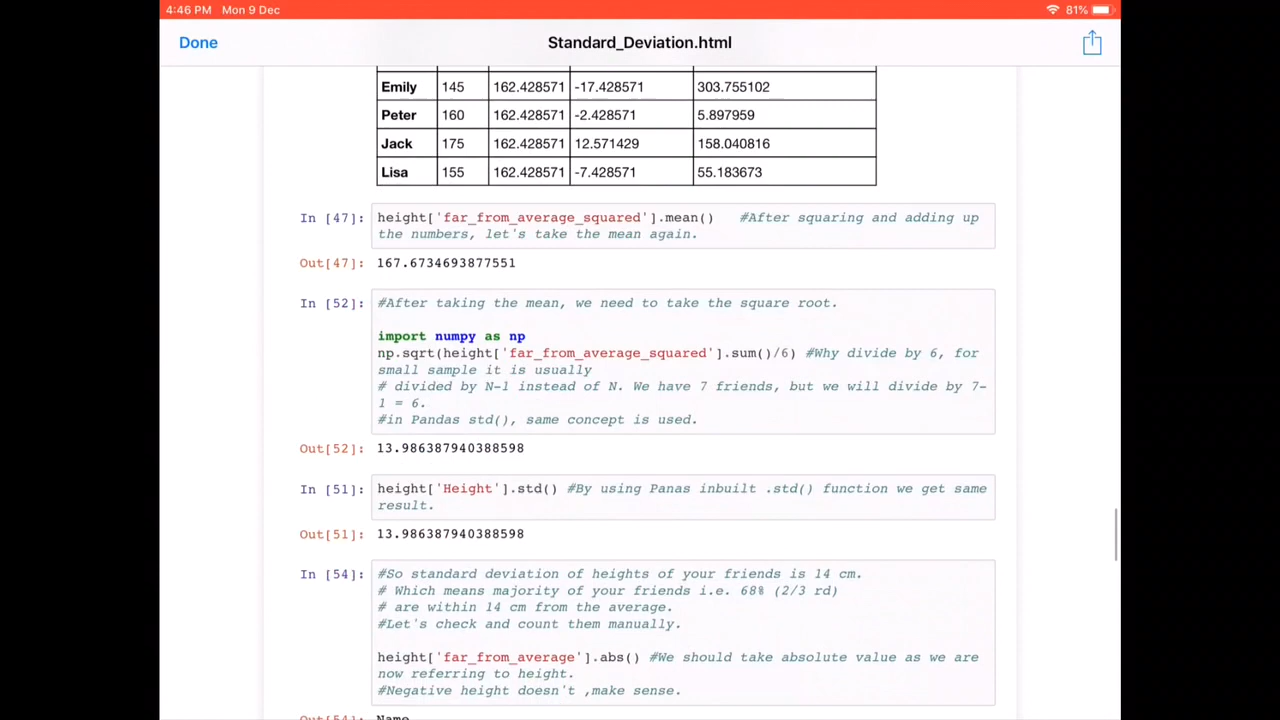 4:46 PM Mon 9 Dec 81%
Done Standard_Deviation.html
Emily 145 162.428571 -17.428571 303.755102
Peter 160 162.428571 -2.428571 5.897959
Jack 175 162.428571 12.571429 158.040816
Lisa 155 162.428571 -7.428571 55.183673
In [47]: height['far_from_average_squared'].mean() #After squaring and adding up
the numbers, let's take the mean again.
Out[47]: 167.6734693877551
In [52]: #After taking the mean, we need to take the square root.
import numpy as np
np.sqrt(height['far_from_average_squared'].sum()/6) #Why divide by 6, for
small sample it is usually
# divided by N-1 instead of N. We have 7 friends, but we will divide by 7-
1 = 6.
#in Pandas std(), same concept is used.
Out[52]: 13.986387940388598
In [51]: height['Height'].std() #By using Panas inbuilt .std() function we get same
result.
Out[51]: 13.986387940388598
In [54]: #So standard deviation of heights of your friends is 14 cm.
# Which means majority of your friends i.e. 68% (2/3 rd)
# are within 14 cm from the average.
#Let's check and count them manually.
height['far_from_average'].abs() #We should take absolute value as we are
now referring to height.
#Negative height doesn't ,make sense.
Out[54]: Name